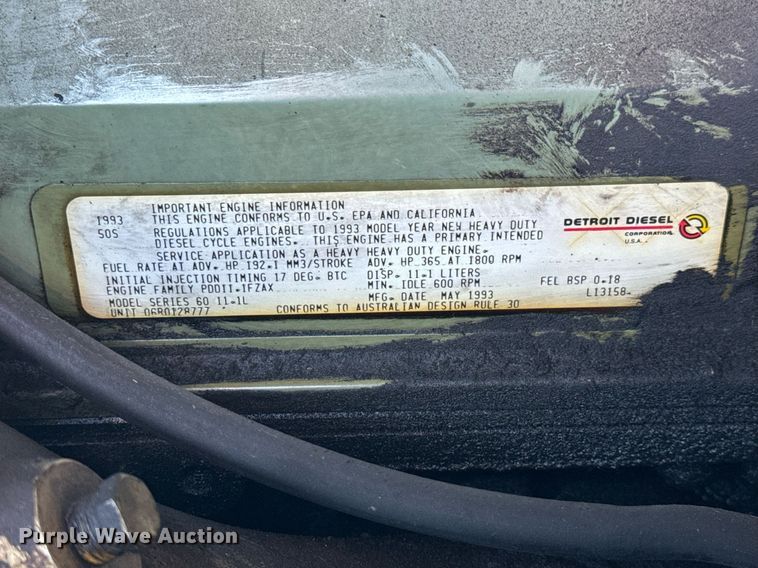 IMPORTANT ENGINE INFORMATION
1993 THIS ENGINE CONFORMS TO U.S. EPA AND CALIFORNIA
50S REGULATIONS APPLICABLE TO 1993 MODEL YEAR NEW HEAVY DUTY
DIESEL CYCLE ENGINES. THIS ENGINE HAS A PRIMARY INTENDED
SERVICE APPLICATION AS A HEAVY HEAVY DUTY ENGINE.
FUEL RATE AT ADV. HP 192.1 MM3/STROKE ADV. HP 365 AT 1800 RPM
INITIAL INJECTION TIMING 17 DEG. BTC DISP. 11.1 LITERS
ENGINE FAMILY PDD11.1FZAX MIN. IDLE 600 RPM FEL BSP 0.18
MODEL SERIES 60 11.1L MFG. DATE MAY 1993 L13158
UNIT 06R0128777 CONFORMS TO AUSTRALIAN DESIGN RULE 30
DETROIT DIESEL
CORPORATION
U.S.A.
Purple Wave Auction